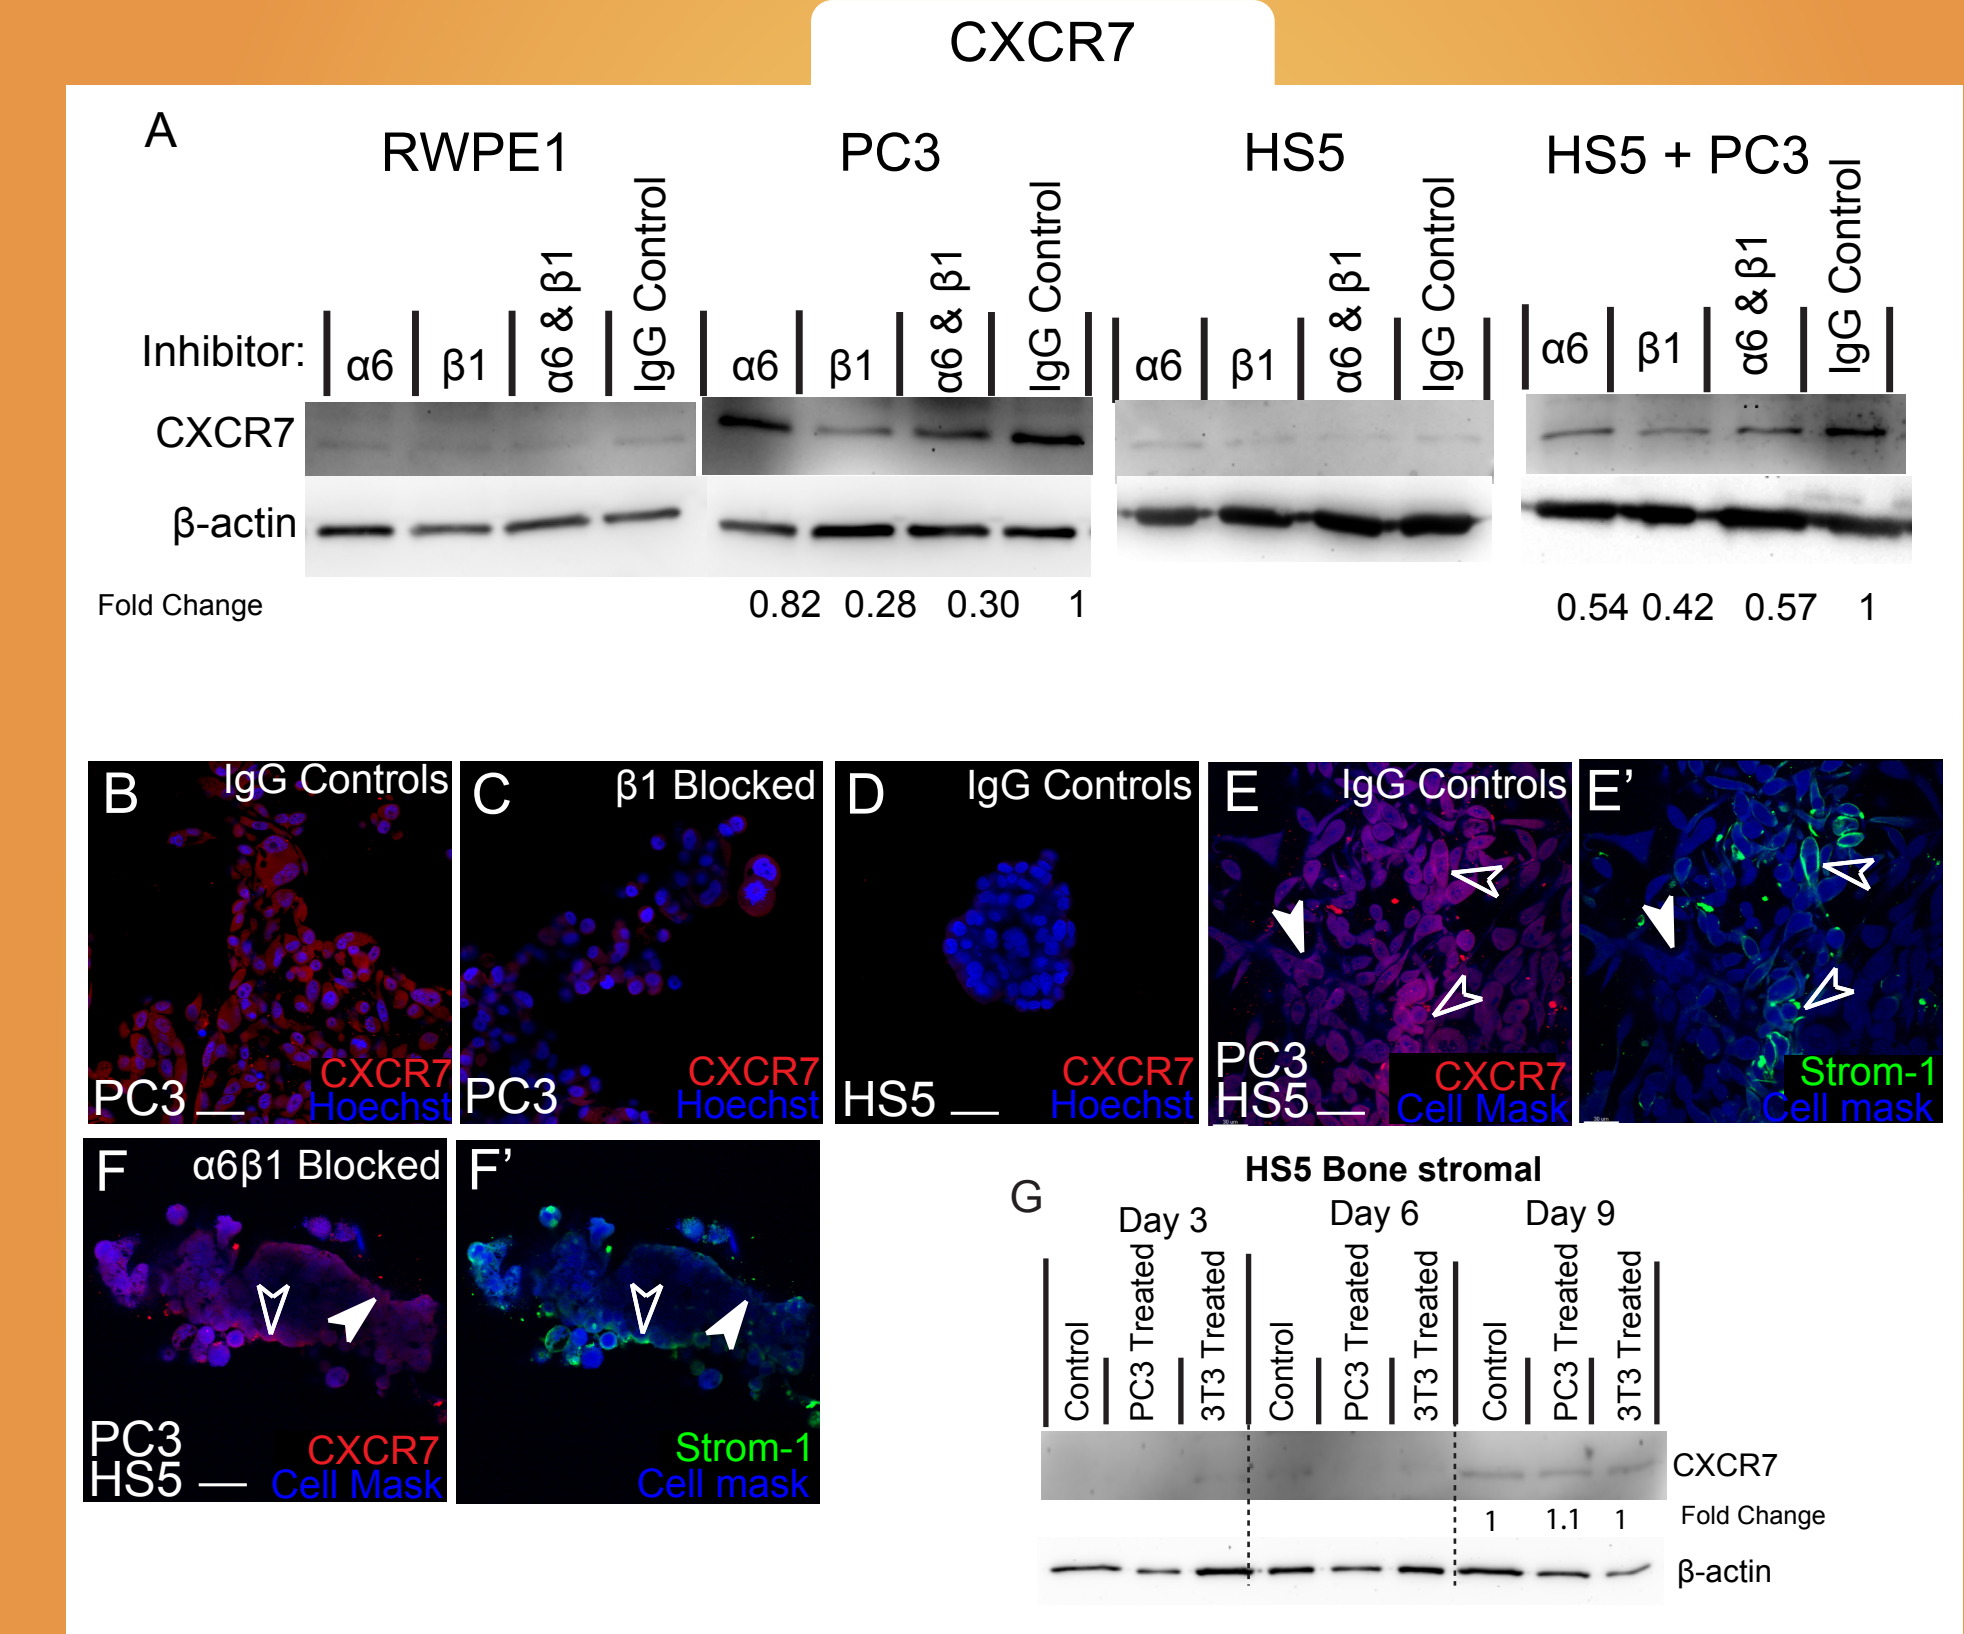 CXCR7
A
RWPE1
PC3
HS5
HS5 + PC3
Inhibitor:
α6
β1
α6 & β1
IgG Control
α6
β1
α6 & β1
IgG Control
α6
β1
α6 & β1
IgG Control
α6
β1
α6 & β1
IgG Control
CXCR7
β-actin
Fold Change
0.82 0.28 0.30 1
0.54 0.42 0.57 1
B
IgG Controls
PC3
CXCR7
Hoechst
C
β1 Blocked
PC3
CXCR7
Hoechst
D
IgG Controls
HS5
CXCR7
Hoechst
E
IgG Controls
PC3
HS5
CXCR7
Cell Mask
E’
Strom-1
Cell mask
F
α6β1 Blocked
PC3
HS5
CXCR7
Cell Mask
F’
Strom-1
Cell mask
G
HS5 Bone stromal
Day 3
Day 6
Day 9
Control
PC3 Treated
3T3 Treated
Control
PC3 Treated
3T3 Treated
Control
PC3 Treated
3T3 Treated
CXCR7
1 1.1 1 Fold Change
β-actin